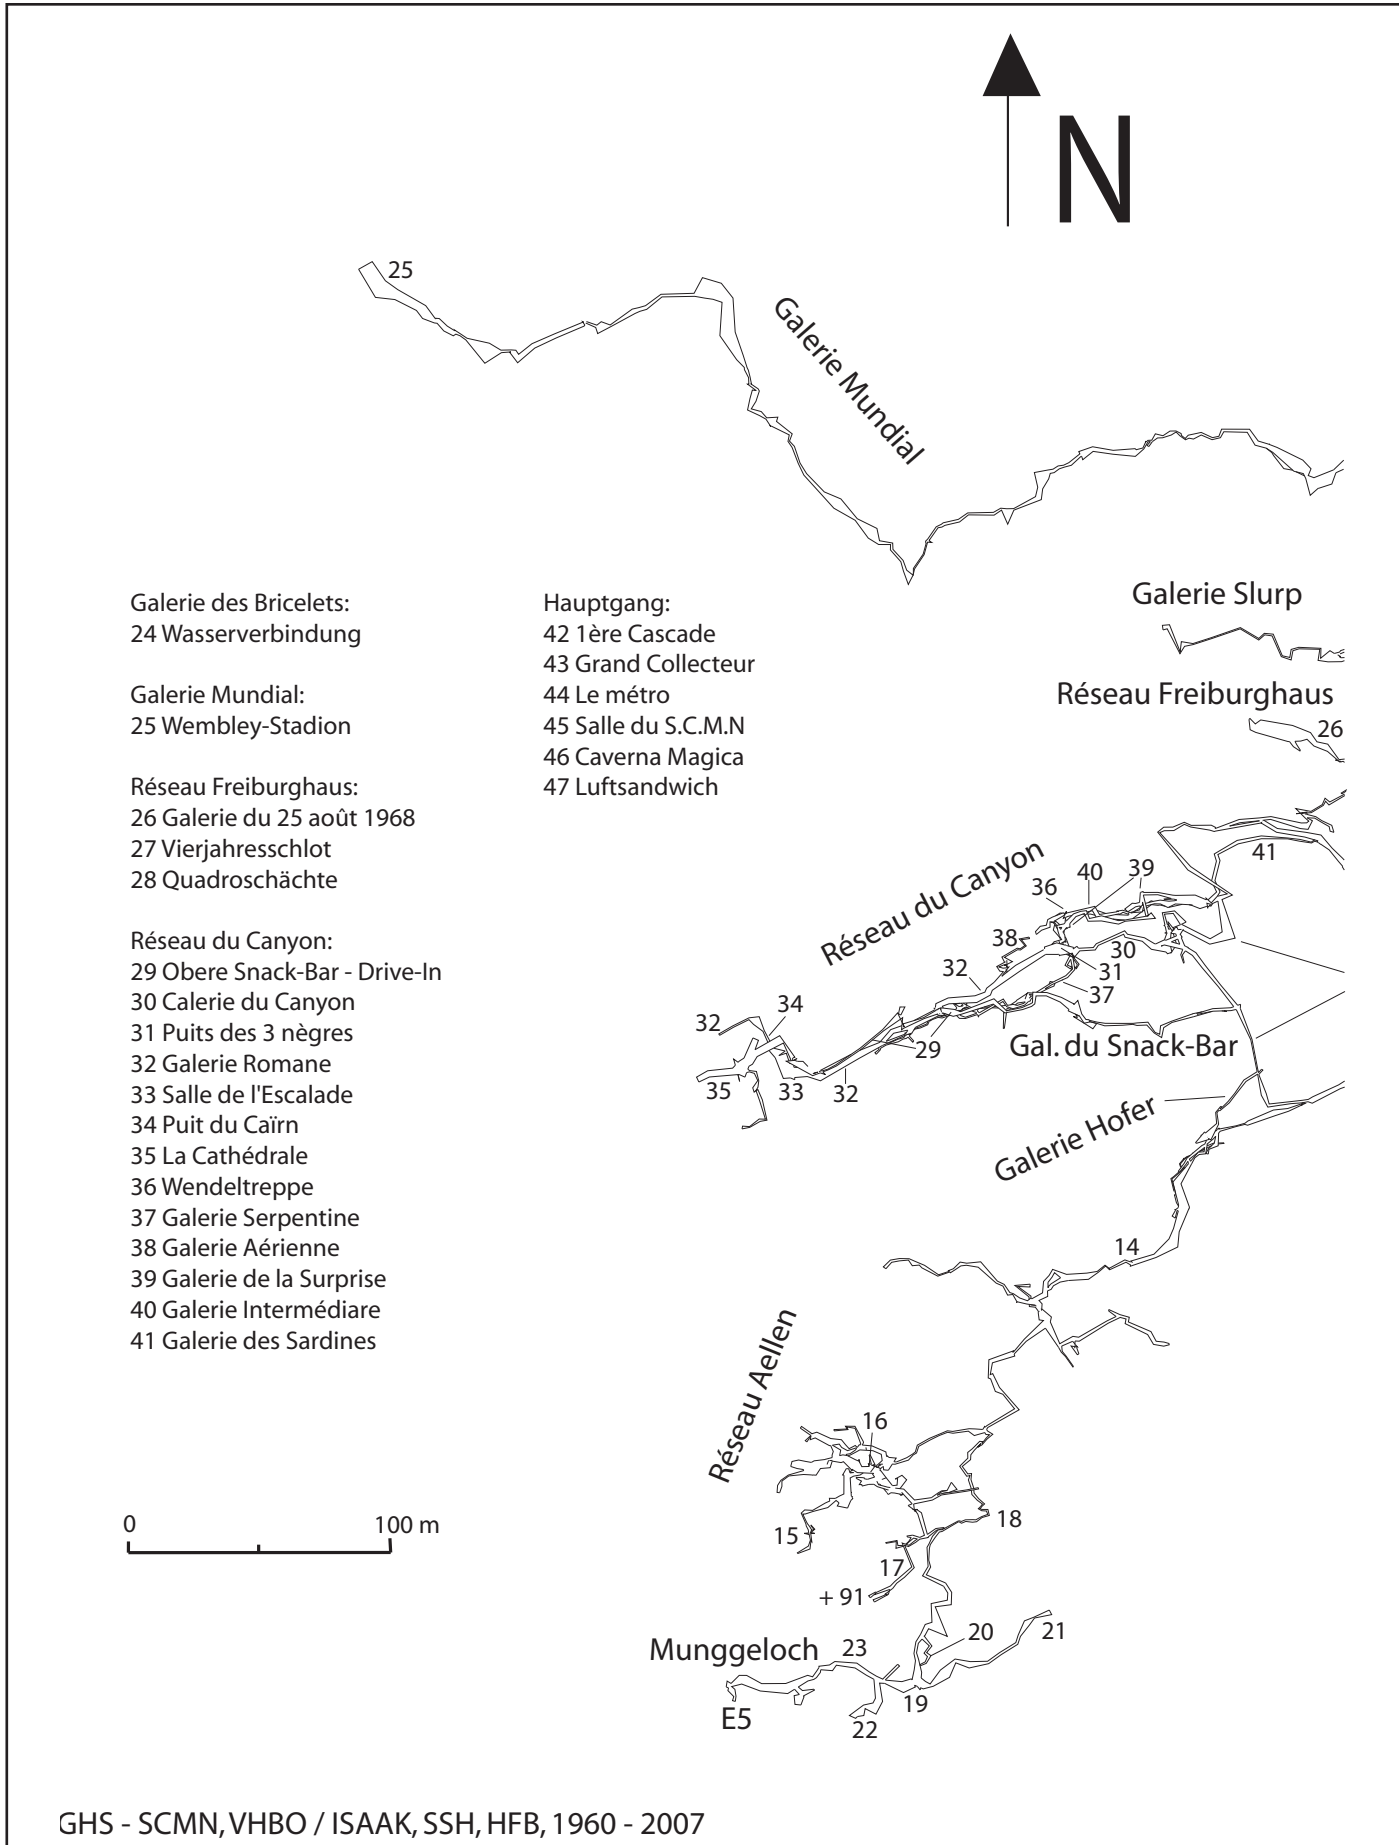 N
25
Galerie Mundial
Galerie des Bricelets:
24 Wasserverbindung
Galerie Mundial:
25 Wembley-Stadion
Réseau Freiburghaus:
26 Galerie du 25 août 1968
27 Vierjahresschlot
28 Quadroschächte
Réseau du Canyon:
29 Obere Snack-Bar - Drive-In
30 Calerie du Canyon
31 Puits des 3 nègres
32 Galerie Romane
33 Salle de l'Escalade
34 Puit du Caïrn
35 La Cathédrale
36 Wendeltreppe
37 Galerie Serpentine
38 Galerie Aérienne
39 Galerie de la Surprise
40 Galerie Intermédiare
41 Galerie des Sardines
Hauptgang:
42 1ère Cascade
43 Grand Collecteur
44 Le métro
45 Salle du S.C.M.N
46 Caverna Magica
47 Luftsandwich
Galerie Slurp
Réseau Freiburghaus
26
41
Réseau du Canyon
36
40
39
38
30
31
37
32
34
32
29
35
33
32
Gal. du Snack-Bar
Galerie Hofer
14
Réseau Aellen
16
15
18
17
+ 91
Munggeloch
23
20
21
19
E5
22
0
100 m
GHS - SCMN, VHBO / ISAAK, SSH, HFB, 1960 - 2007